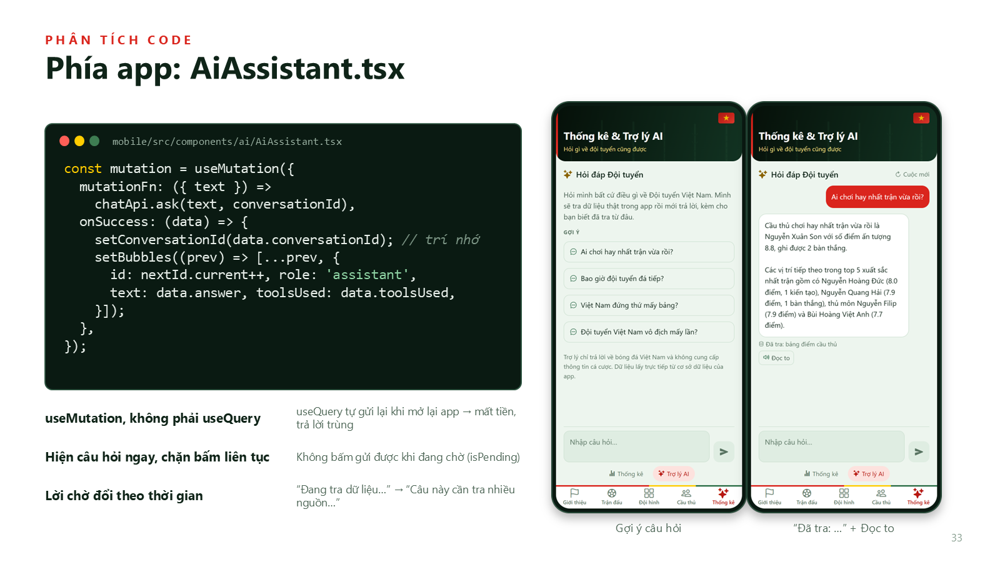 PHÂN TÍCH CODE
Phía app: AiAssistant.tsx
mobile/src/components/ai/AiAssistant.tsx
const mutation = useMutation({
mutationFn: ({ text }) =>
chatApi.ask(text, conversationId),
onSuccess: (data) => {
setConversationId(data.conversationId); // trí nhớ
setBubbles((prev) => [...prev, {
id: nextId.current++, role: 'assistant',
text: data.answer, toolsUsed: data.toolsUsed,
}]);
},
});
useMutation, không phải useQuery
useQuery tự gửi lại khi mở lại app → mất tiền,
trả lời trùng
Hiện câu hỏi ngay, chặn bấm liên tục
Không bấm gửi được khi đang chờ (isPending)
Lời chờ đổi theo thời gian
“Đang tra dữ liệu…” → “Câu này cần tra nhiều
nguồn…”
Thống kê & Trợ lý AI
Hỏi gì về đội tuyển cũng được
Hỏi đáp Đội tuyển
Hỏi mình bất cứ điều gì về Đội tuyển Việt Nam. Mình
sẽ tra dữ liệu thật trong app rồi mới trả lời, kèm cho
bạn biết đã tra từ đâu.
GỢI Ý
Ai chơi hay nhất trận vừa rồi?
Bao giờ đội tuyển đá tiếp?
Việt Nam đứng thứ mấy bảng?
Đội tuyển Việt Nam vô địch mấy lần?
Trợ lý chỉ trả lời về bóng đá Việt Nam và không cung cấp
thông tin cá cược. Dữ liệu lấy trực tiếp từ cơ sở dữ liệu của
app.
Nhập câu hỏi...
Thống kê
Trợ lý AI
Giới thiệu
Trận đấu
Đội hình
Cầu thủ
Thống kê
Gợi ý câu hỏi
Thống kê & Trợ lý AI
Hỏi gì về đội tuyển cũng được
Hỏi đáp Đội tuyển
Cuộc mới
Ai chơi hay nhất trận vừa rồi?
Cầu thủ chơi hay nhất trận vừa rồi là
Nguyễn Xuân Son với số điểm ấn tượng
8.8, ghi được 2 bàn thắng.
Các vị trí tiếp theo trong top 5 xuất sắc
nhất trận gồm có Nguyễn Hoàng Đức (8.0
điểm, 1 kiến tạo), Nguyễn Quang Hải (7.9
điểm, 1 bàn thắng), thủ môn Nguyễn Filip
(7.9 điểm) và Bùi Hoàng Việt Anh (7.7
điểm).
Đã tra: bảng điểm cầu thủ
Đọc to
Nhập câu hỏi...
Thống kê
Trợ lý AI
Giới thiệu
Trận đấu
Đội hình
Cầu thủ
Thống kê
“Đã tra: …” + Đọc to
33